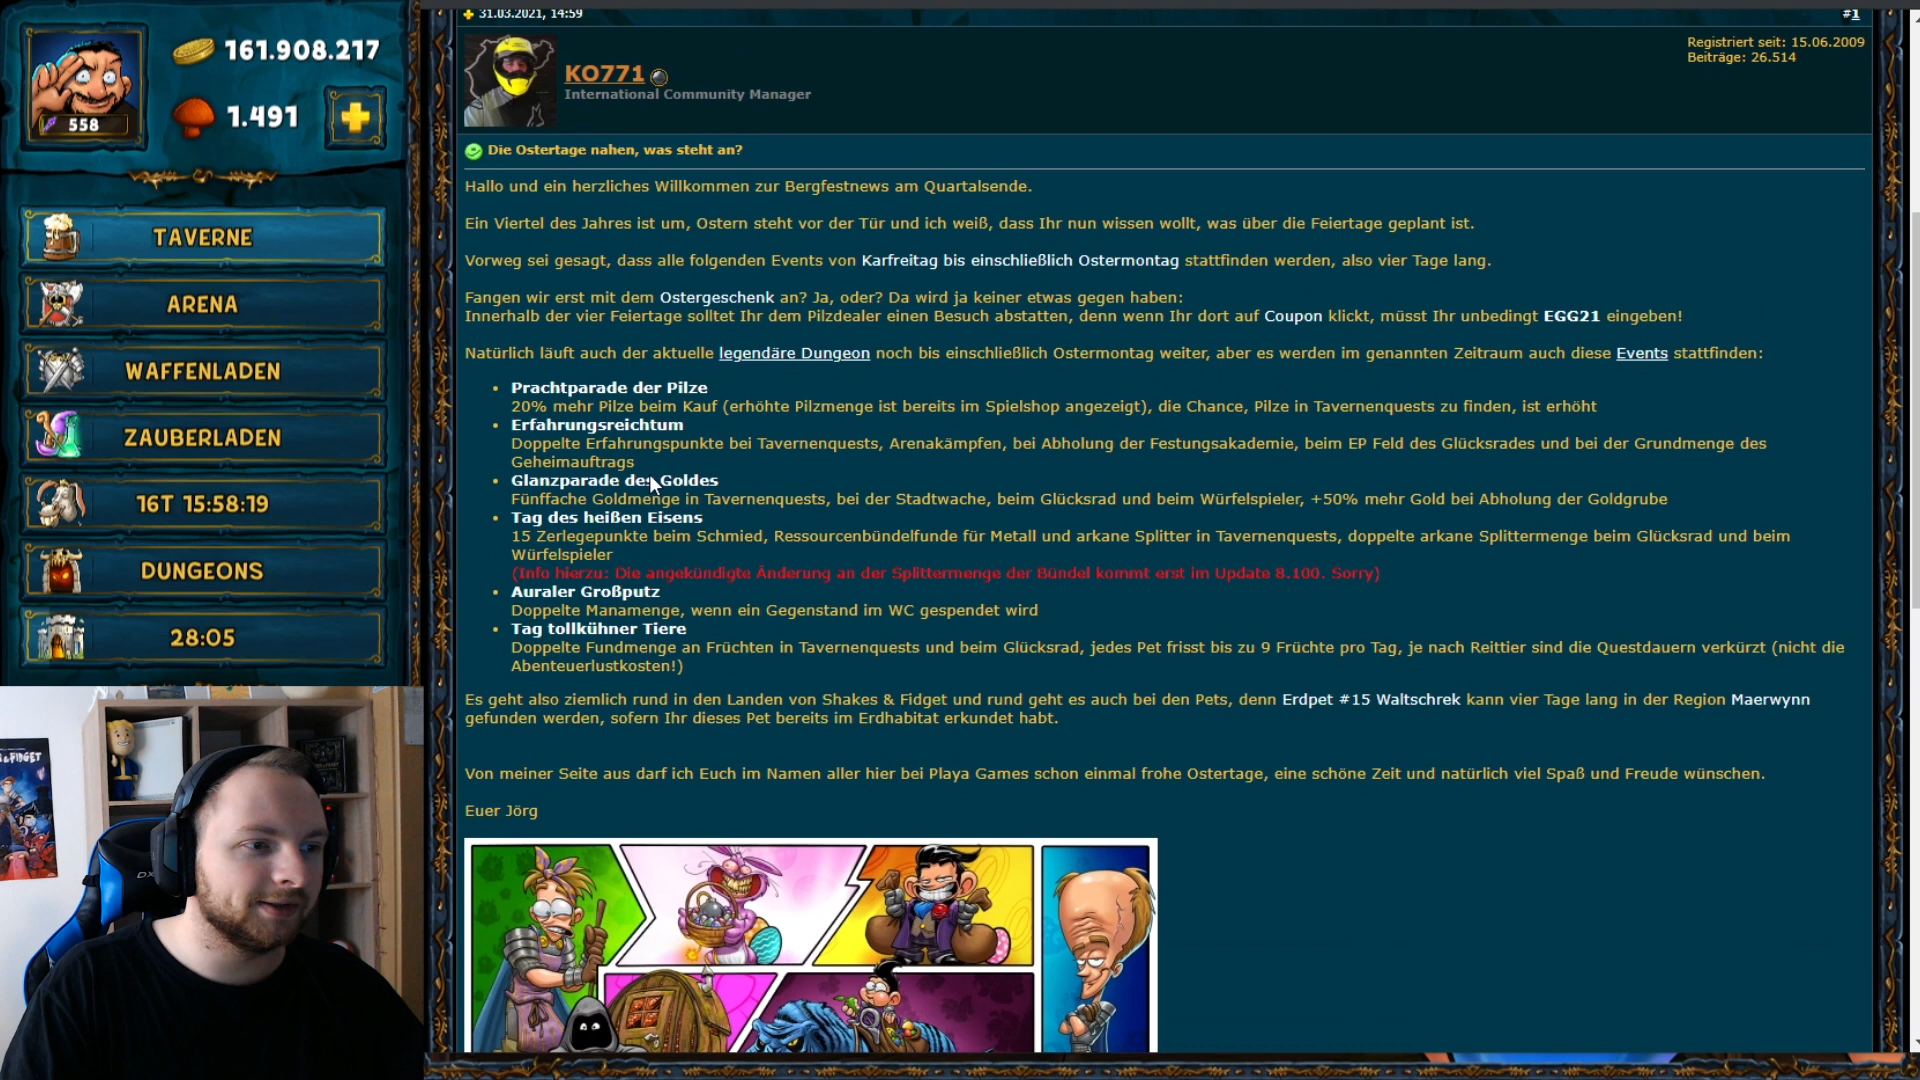 161.908.217
1.491
558
TAVERNE
ARENA
WAFFENLADEN
ZAUBERLADEN
16T 15:58:19
DUNGEONS
28:05
31.03.2021, 14:59
#1
KO771
International Community Manager
Registriert seit: 15.06.2009
Beiträge: 26.514
Die Ostertage nahen, was steht an?
Hallo und ein herzliches Willkommen zur Bergfestnews am Quartalsende.
Ein Viertel des Jahres ist um, Ostern steht vor der Tür und ich weiß, dass Ihr nun wissen wollt, was über die Feiertage geplant ist.
Vorweg sei gesagt, dass alle folgenden Events von Karfreitag bis einschließlich Ostermontag stattfinden werden, also vier Tage lang.
Fangen wir erst mit dem Ostergeschenk an? Ja, oder? Da wird ja keiner etwas gegen haben:
Innerhalb der vier Feiertage solltet Ihr dem Pilzdealer einen Besuch abstatten, denn wenn Ihr dort auf Coupon klickt, müsst Ihr unbedingt EGG21 eingeben!
Natürlich läuft auch der aktuelle legendäre Dungeon noch bis einschließlich Ostermontag weiter, aber es werden im genannten Zeitraum auch diese Events stattfinden:
• Prachtparade der Pilze
20% mehr Pilze beim Kauf (erhöhte Pilzmenge ist bereits im Spielshop angezeigt), die Chance, Pilze in Tavernenquests zu finden, ist erhöht
• Erfahrungsreichtum
Doppelte Erfahrungspunkte bei Tavernenquests, Arenakämpfen, bei Abholung der Festungsakademie, beim EP Feld des Glücksrades und bei der Grundmenge des
Geheimauftrags
• Glanzparade des Goldes
Fünffache Goldmenge in Tavernenquests, bei der Stadtwache, beim Glücksrad und beim Würfelspieler, +50% mehr Gold bei Abholung der Goldgrube
• Tag des heißen Eisens
15 Zerlegepunkte beim Schmied, Ressourcenbündelfunde für Metall und arkane Splitter in Tavernenquests, doppelte arkane Splittermenge beim Glücksrad und beim
Würfelspieler
(Info hierzu: Die angekündigte Änderung an der Splittermenge der Bündel kommt erst im Update 8.100. Sorry)
• Auraler Großputz
Doppelte Manamenge, wenn ein Gegenstand im WC gespendet wird
• Tag tollkühner Tiere
Doppelte Fundmenge an Früchten in Tavernenquests und beim Glücksrad, jedes Pet frisst bis zu 9 Früchte pro Tag, je nach Reittier sind die Questdauern verkürzt (nicht die
Abenteuerlustkosten!)
Es geht also ziemlich rund in den Landen von Shakes & Fidget und rund geht es auch bei den Pets, denn Erdpet #15 Waltschrek kann vier Tage lang in der Region Maerwynn
gefunden werden, sofern Ihr dieses Pet bereits im Erdhabitat erkundet habt.
Von meiner Seite aus darf ich Euch im Namen aller hier bei Playa Games schon einmal frohe Ostertage, eine schöne Zeit und natürlich viel Spaß und Freude wünschen.
Euer Jörg
& FIDGET
DX